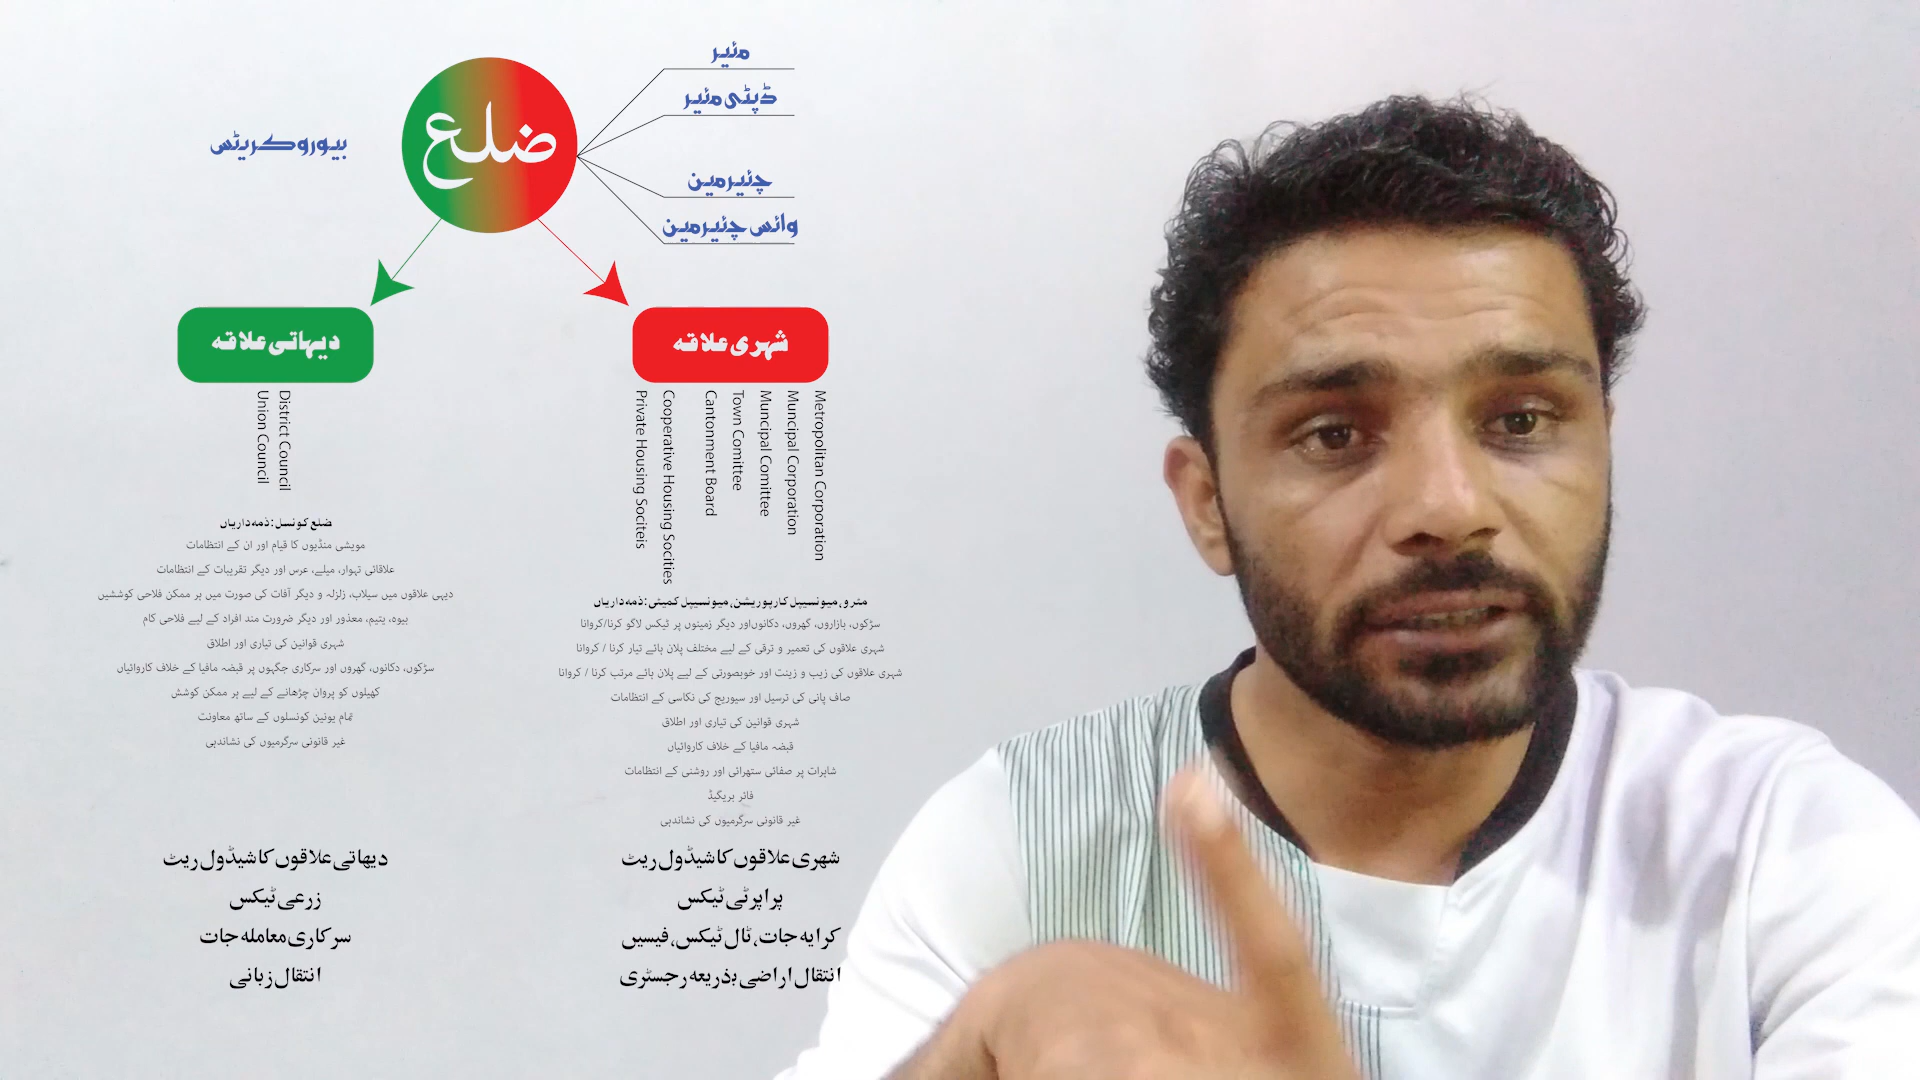 مئیر
ڈپٹی مئیر
ضلع
بیوروکریٹس
چئیرمین
وائس چئیرمین
شہری علاقہ
دیہاتی علاقہ
Metropolitan Corporation
Muncipal Corporation
Muncipal Comittee
Town Comittee
Cantonment Board
Cooperative Housing Socities
Private Housing Sociteis
District Council
Union Council
ضلع کونسل: ذمہ داریاں
مویشی منڈیوں کا قیام اور ان کے انتظامات
علاقائی تہوار، میلے، عرس اور دیگر تقریبات کے انتظامات
دیہی علاقوں میں سیلاب، زلزلہ و دیگر آفات کی صورت میں ہر ممکن فلاحی کوششیں
بیوہ، یتیم، معذور اور دیگر ضرورت مند افراد کے لیے فلاحی کام
شہری قوانین کی تیاری اور اطلاق
سڑکوں، دکانوں، گھروں اور سرکاری جگہوں پر قبضہ مافیا کے خلاف کاروائیاں
کھیلوں کو پروان چڑھانے کے لیے ہر ممکن کوشش
تمام یونین کونسلوں کے ساتھ معاونت
غیر قانونی سرگرمیوں کی نشاندہی
مترو، میونسیپل کارپوریشن، میونسیپل کمیٹی: ذمہ داریاں
سڑکوں، بازاروں، گھروں، دکانوں اور دیگر زمینوں پر ٹیکس لاگو کرنا/کروانا
شہری علاقوں کی تعمیر و ترقی کے لیے مختلف پلان ہائے تیار کرنا / کروانا
شہری علاقوں کی زیب و زینت اور خوبصورتی کے لیے پلان ہائے مرتب کرنا / کروانا
صاف پانی کی ترسیل اور سیوریج کی نکاسی کے انتظامات
شہری قوانین کی تیاری اور اطلاق
قبضہ مافیا کے خلاف کاروائیاں
شاہرات پر صفائی ستھرائی اور روشنی کے انتظامات
فائر بریگیڈ
غیر قانونی سرگرمیوں کی نشاندہی
شهری علاقوں کا شیڈول ریٹ
پراپرٹی ٹیکس
کرایہ جات، ٹال ٹیکس، فیسیں
انتقال اراضی بذریعہ رجسٹری
دیهاتی علاقوں کا شیڈول ریٹ
زرعی ٹیکس
سرکاری معاملہ جات
انتقال زبانی